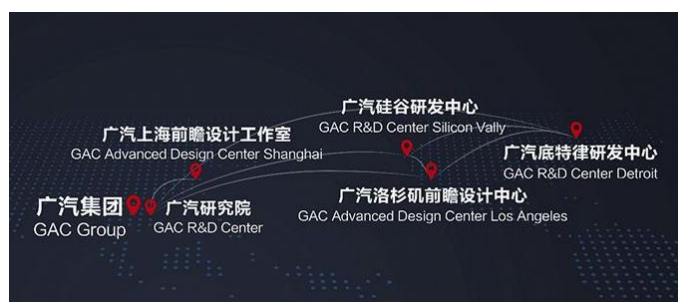 广汽硅谷研发中心
GAC R&D Center Silicon Vally
广汽上海前瞻设计工作室
GAC Advanced Design Center Shanghai
广汽底特律研发中心
GAC R&D Center Detroit
广汽洛杉矶前瞻设计中心
GAC Advanced Design Center Los Angeles
广汽集团
GAC Group
广汽研究院
GAC R&D Center